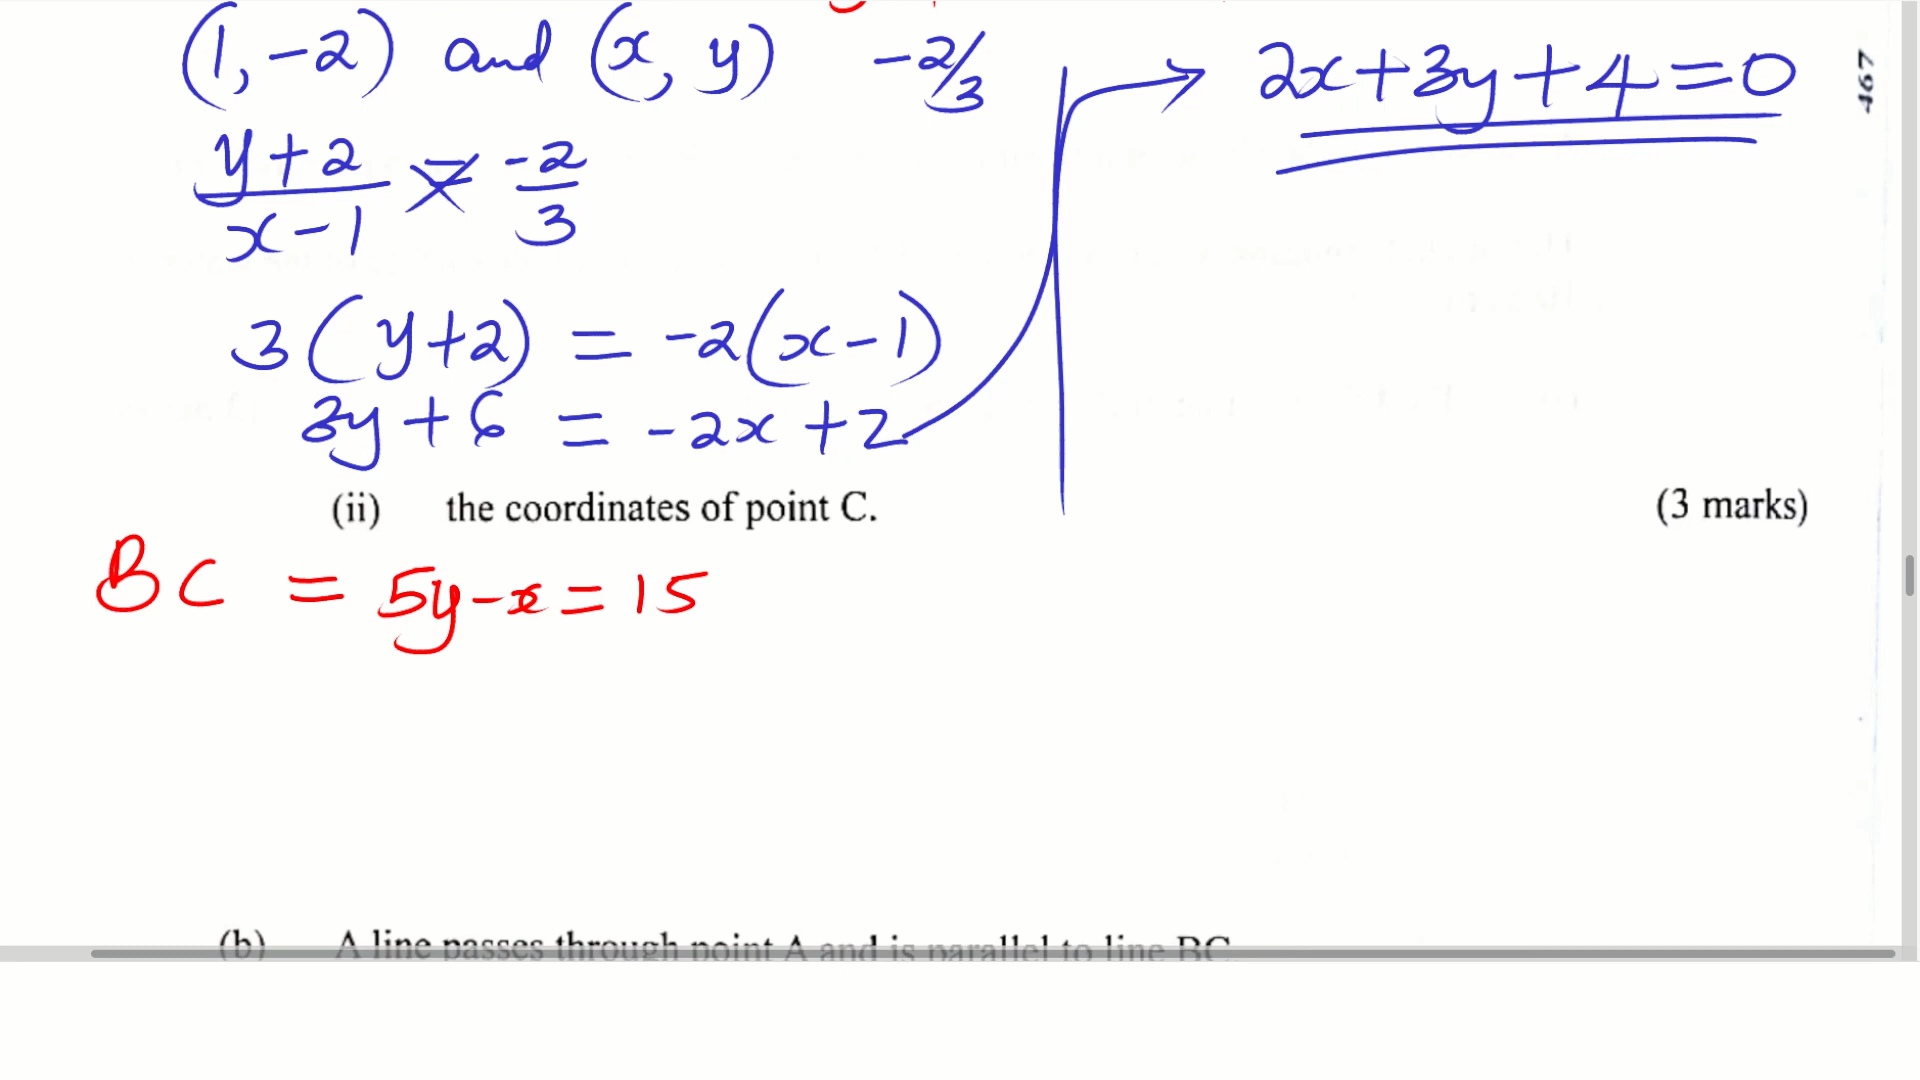 (1, -2) and (x, y) -2/3
y+2/x-1 = -2/3
3(y+2) = -2(x-1)
3y+6 = -2x+2
2x+3y+4=0
(ii) the coordinates of point C. (3 marks)
BC = 5y-x=15
(b) A line passes through point A and is parallel to line BC.